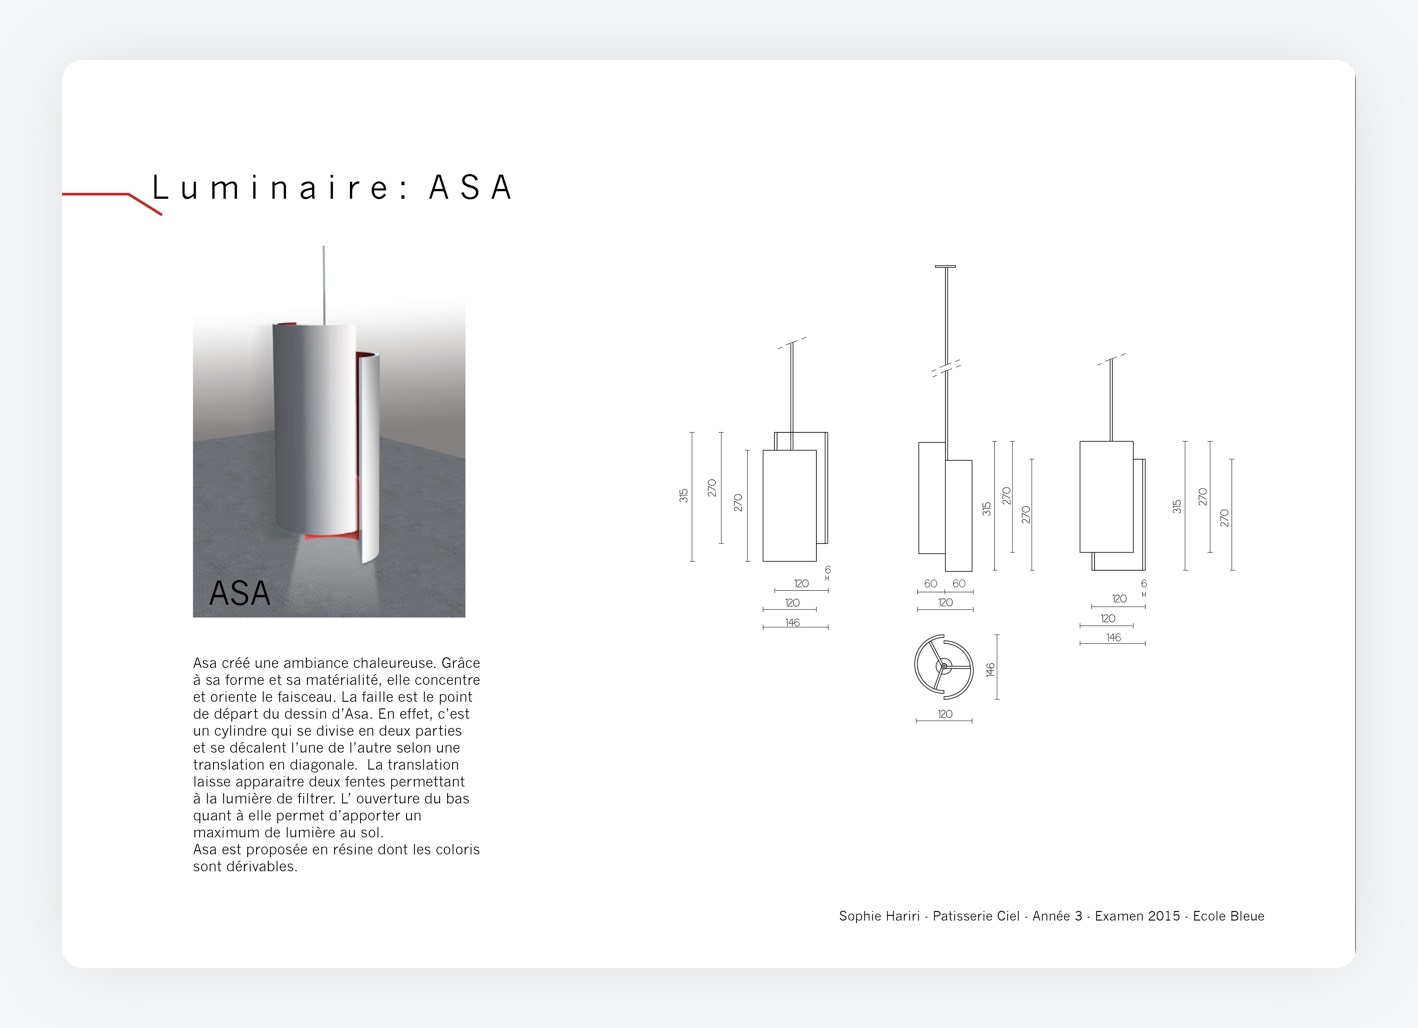 Luminaire: ASA
ASA
Asa créé une ambiance chaleureuse. Grâce
à sa forme et sa matérialité, elle concentre
et oriente le faisceau. La faille est le point
de départ du dessin d’Asa. En effet, c’est
un cylindre qui se divise en deux parties
et se décalent l’une de l’autre selon une
translation en diagonale.  La translation
laisse apparaitre deux fentes permettant
à la lumière de filtrer. L’ ouverture du bas
quant à elle permet d’apporter un
maximum de lumière au sol.
Asa est proposée en résine dont les coloris
sont dérivables.
315
270
270
6
120
120
146
315
270
270
60 60
120
146
120
315
270
270
6
120
120
146
Sophie Hariri · Patisserie Ciel · Année 3 · Examen 2015 · Ecole Bleue